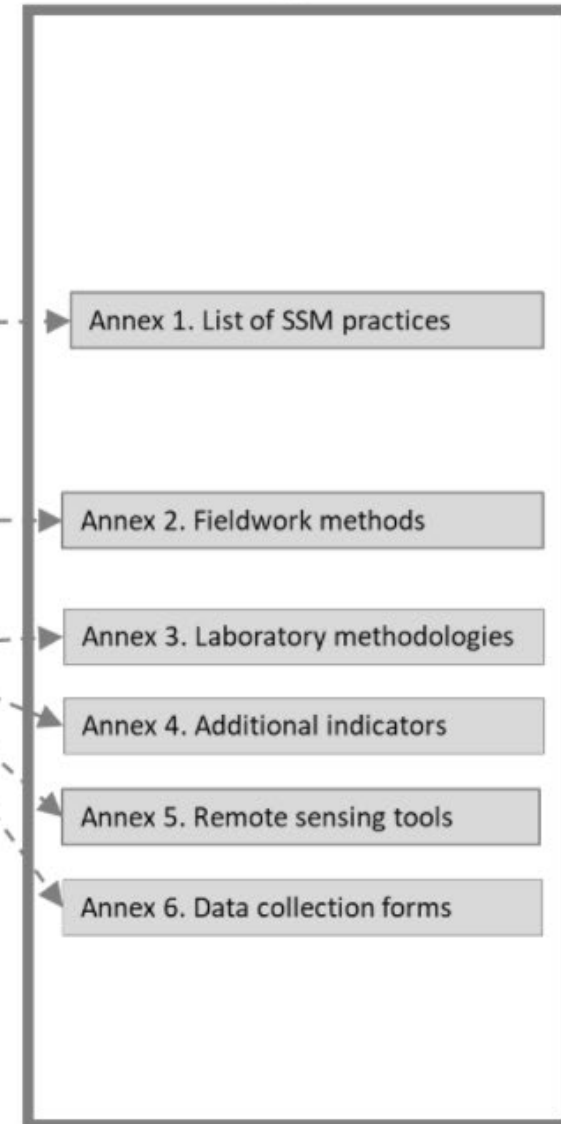 Annex 1. List of SSM practices
Annex 2. Fieldwork methods
Annex 3. Laboratory methodologies
Annex 4. Additional indicators
Annex 5. Remote sensing tools
Annex 6. Data collection forms